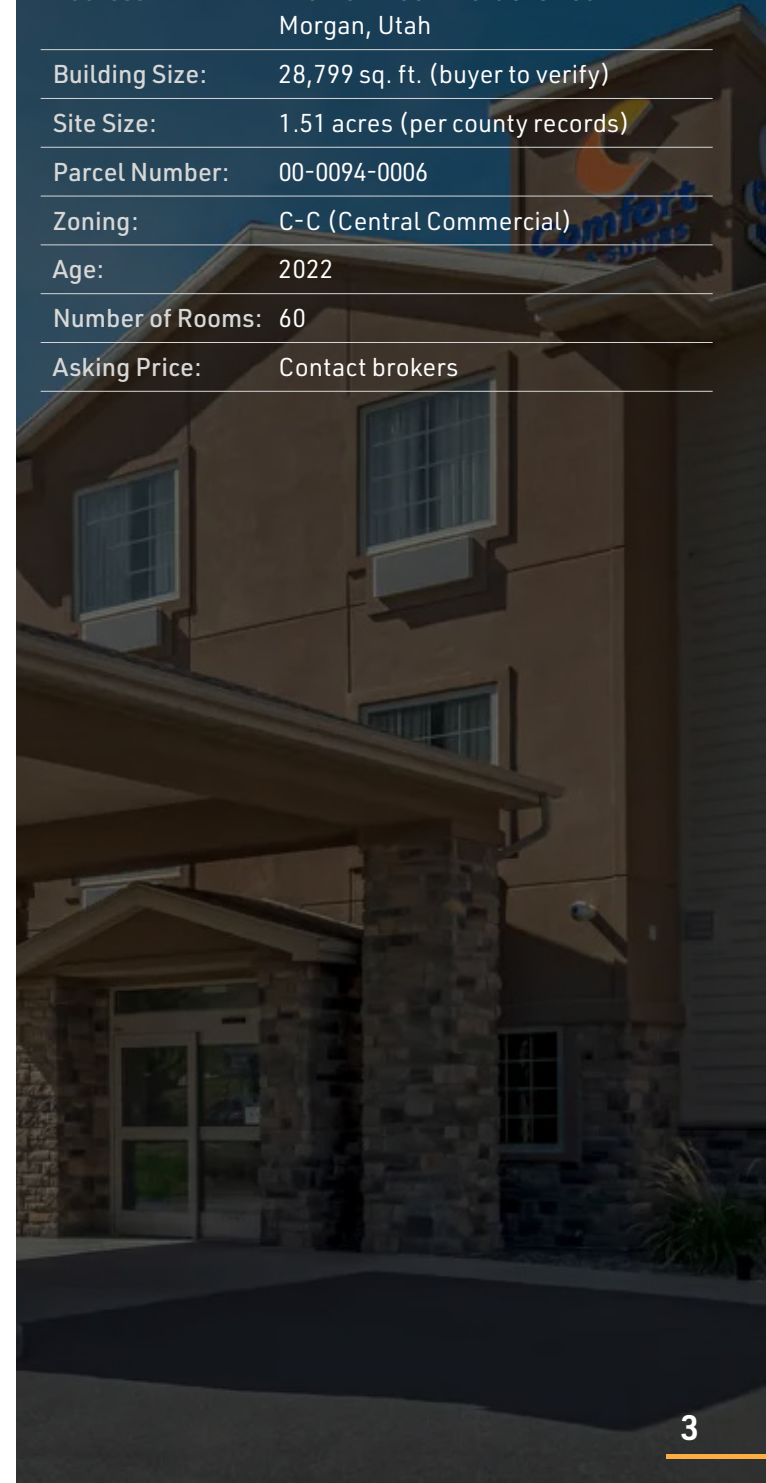 Morgan, Utah
Building Size: 28,799 sq. ft. (buyer to verify)
Site Size: 1.51 acres (per county records)
Parcel Number: 00-0094-0006
Zoning: C-C (Central Commercial)
Age: 2022
Number of Rooms: 60
Asking Price: Contact brokers
Comfort
& SUITES
3